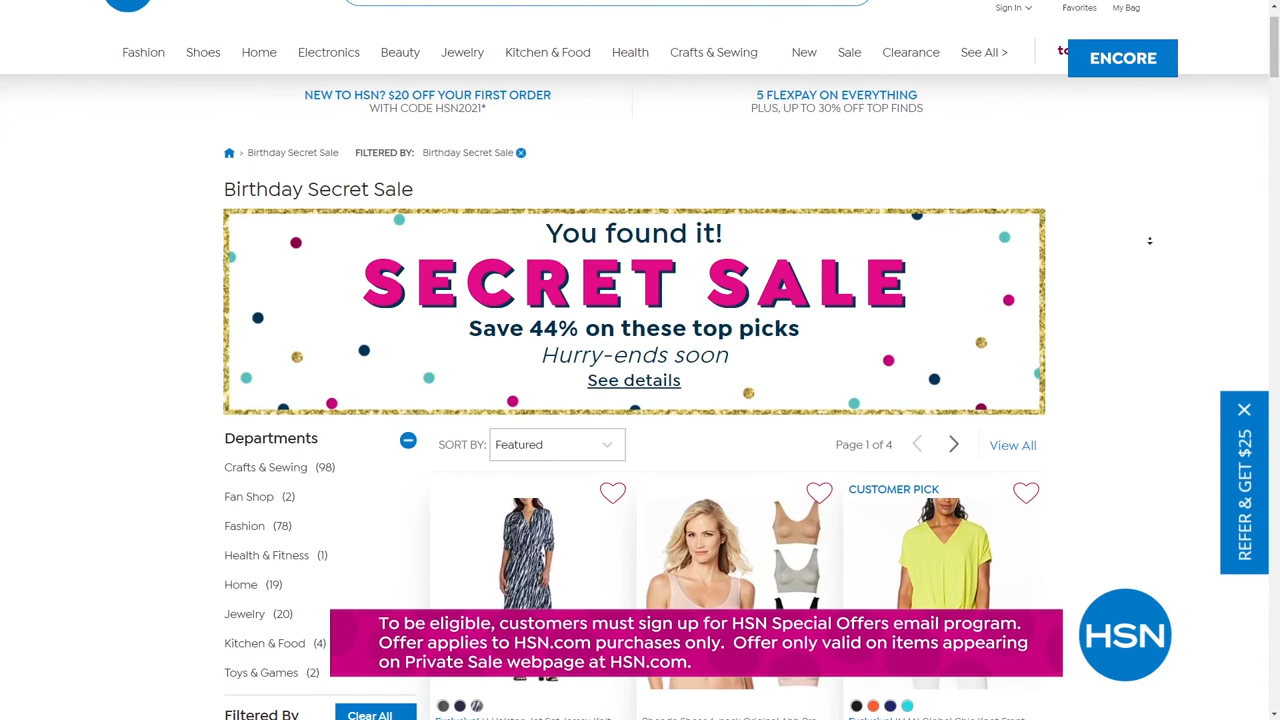 Sign In
Favorites
My Bag
Fashion
Shoes
Home
Electronics
Beauty
Jewelry
Kitchen & Food
Health
Crafts & Sewing
New
Sale
Clearance
See All >
ENCORE
NEW TO HSN? $20 OFF YOUR FIRST ORDER
WITH CODE HSN2021*
5 FLEXPAY ON EVERYTHING
PLUS, UP TO 30% OFF TOP FINDS
> Birthday Secret Sale
FILTERED BY:
Birthday Secret Sale
Birthday Secret Sale
You found it!
SECRET SALE
Save 44% on these top picks
Hurry-ends soon
See details
Departments
SORT BY:
Featured
Page 1 of 4
View All
Crafts & Sewing (98)
Fan Shop (2)
Fashion (78)
Health & Fitness (1)
Home (19)
Jewelry (20)
Kitchen & Food (4)
Toys & Games (2)
Filtered By
Clear All
CUSTOMER PICK
REFER & GET $25
To be eligible, customers must sign up for HSN Special Offers email program.
Offer applies to HSN.com purchases only. Offer only valid on items appearing
on Private Sale webpage at HSN.com.
HSN